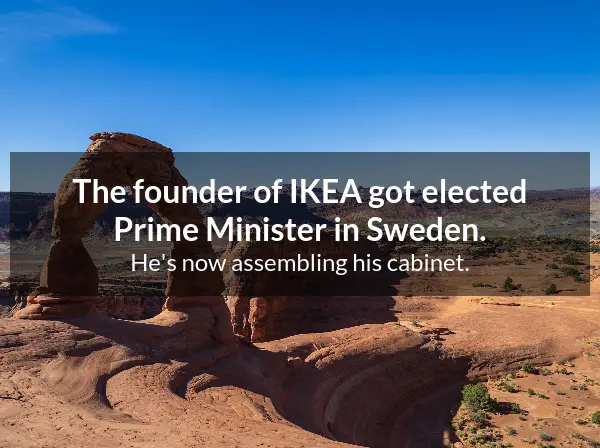 The founder of IKEA got elected
Prime Minister in Sweden.
He's now assembling his cabinet.